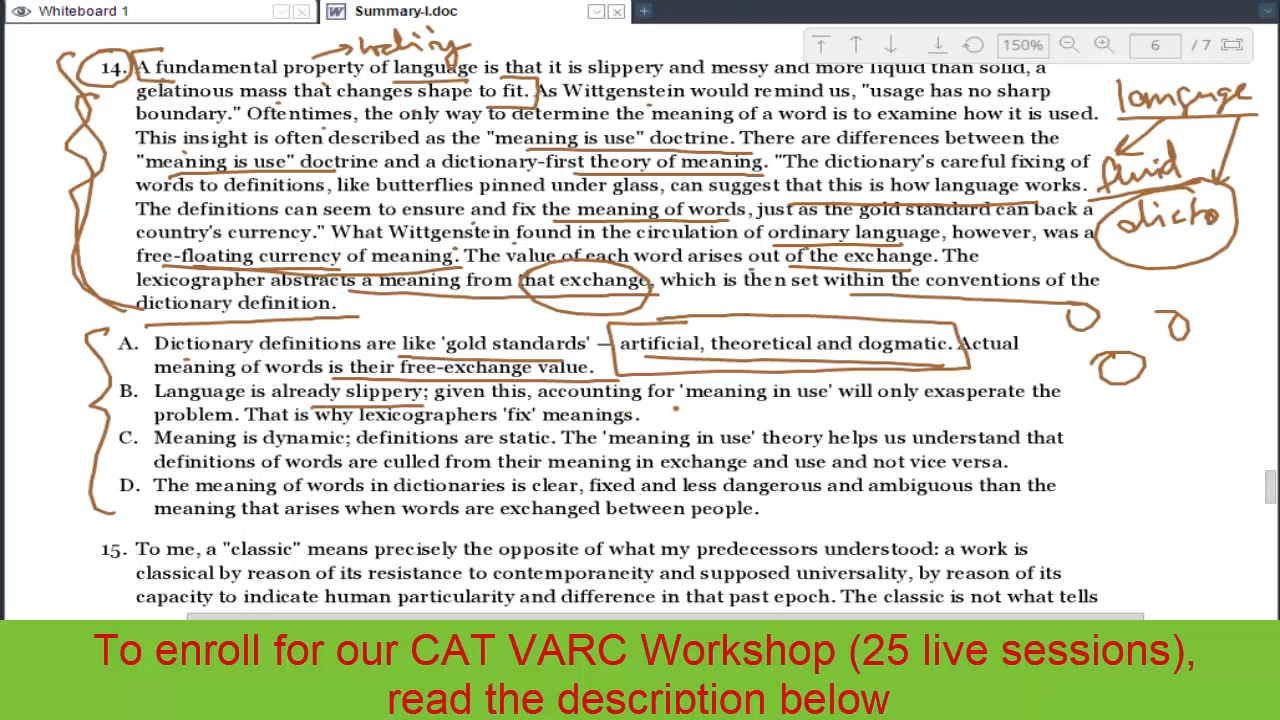 Whiteboard 1
Summary-I.doc
150%
6
/ 7
14. A fundamental property of language is that it is slippery and messy and more liquid than solid, a
gelatinous mass that changes shape to fit. As Wittgenstein would remind us, "usage has no sharp
boundary." Oftentimes, the only way to determine the meaning of a word is to examine how it is used.
This insight is often described as the "meaning is use" doctrine. There are differences between the
"meaning is use" doctrine and a dictionary-first theory of meaning. "The dictionary's careful fixing of
words to definitions, like butterflies pinned under glass, can suggest that this is how language works.
The definitions can seem to ensure and fix the meaning of words, just as the gold standard can back a
country's currency." What Wittgenstein found in the circulation of ordinary language, however, was a
free-floating currency of meaning. The value of each word arises out of the exchange. The
lexicographer abstracts a meaning from that exchange, which is then set within the conventions of the
dictionary definition.
language
fluid
dicto
A. Dictionary definitions are like 'gold standards' – artificial, theoretical and dogmatic. Actual
meaning of words is their free-exchange value.
B. Language is already slippery; given this, accounting for 'meaning in use' will only exasperate the
problem. That is why lexicographers 'fix' meanings.
C. Meaning is dynamic; definitions are static. The 'meaning in use' theory helps us understand that
definitions of words are culled from their meaning in exchange and use and not vice versa.
D. The meaning of words in dictionaries is clear, fixed and less dangerous and ambiguous than the
meaning that arises when words are exchanged between people.
15. To me, a "classic" means precisely the opposite of what my predecessors understood: a work is
classical by reason of its resistance to contemporaneity and supposed universality, by reason of its
capacity to indicate human particularity and difference in that past epoch. The classic is not what tells
To enroll for our CAT VARC Workshop (25 live sessions),
read the description below